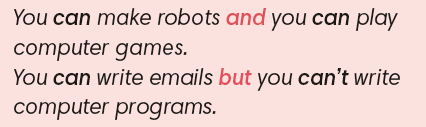 You can make robots and you can play
computer games.
You can write emails but you can't write
computer programs.